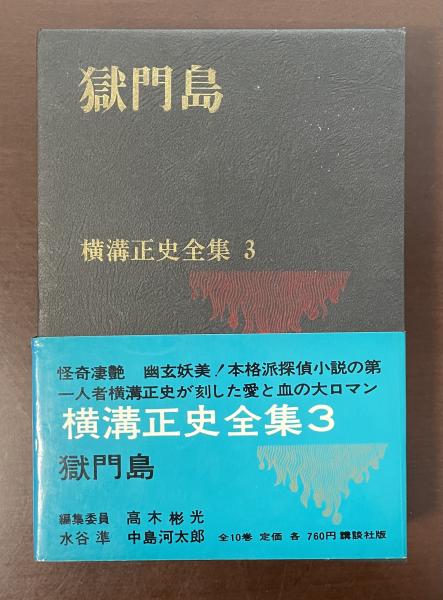 獄門島
横溝正史全集 3
怪奇凄艶 幽玄妖美!本格派探偵小説の第
一人者横溝正史が刻した愛と血の大ロマン
横溝正史全集3
獄門島
編集委員 高木彬光
水谷準 中島河太郎 全10巻 定価 各 760円 講談社版